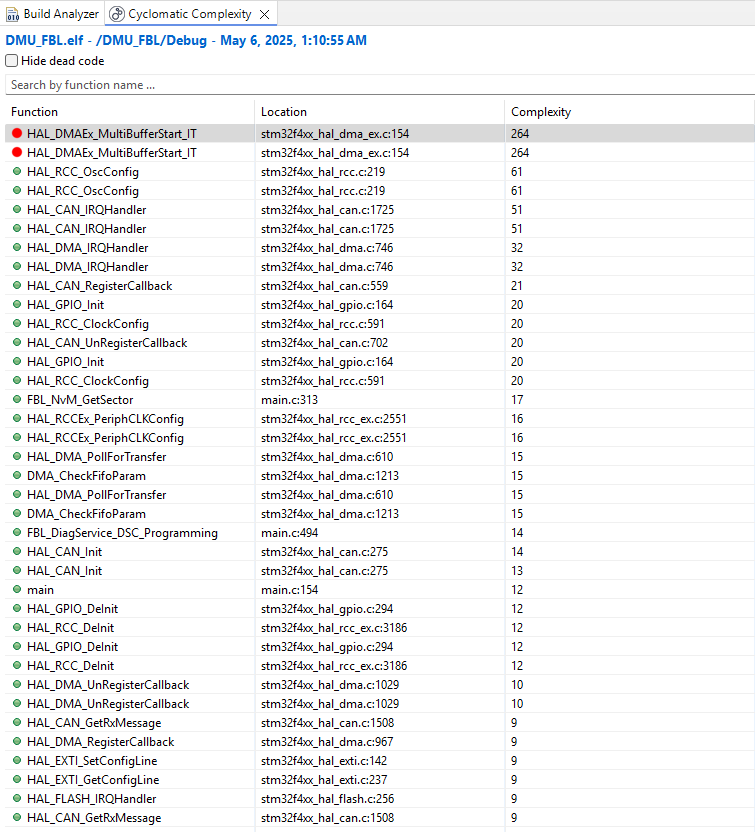 Build Analyzer Cyclomatic Complexity
DMU_FBL.elf - /DMU_FBL/Debug - May 6, 2025, 1:10:55 AM
Hide dead code
Search by function name ...
Function Location Complexity
HAL_DMAEx_MultiBufferStart_IT stm32f4xx_hal_dma_ex.c:154 264
HAL_DMAEx_MultiBufferStart_IT stm32f4xx_hal_dma_ex.c:154 264
HAL_RCC_OscConfig stm32f4xx_hal_rcc.c:219 61
HAL_RCC_OscConfig stm32f4xx_hal_rcc.c:219 61
HAL_CAN_IRQHandler stm32f4xx_hal_can.c:1725 51
HAL_CAN_IRQHandler stm32f4xx_hal_can.c:1725 51
HAL_DMA_IRQHandler stm32f4xx_hal_dma.c:746 32
HAL_DMA_IRQHandler stm32f4xx_hal_dma.c:746 32
HAL_CAN_RegisterCallback stm32f4xx_hal_can.c:559 21
HAL_GPIO_Init stm32f4xx_hal_gpio.c:164 20
HAL_RCC_ClockConfig stm32f4xx_hal_rcc.c:591 20
HAL_CAN_UnRegisterCallback stm32f4xx_hal_can.c:702 20
HAL_GPIO_Init stm32f4xx_hal_gpio.c:164 20
HAL_RCC_ClockConfig stm32f4xx_hal_rcc.c:591 20
FBL_NvM_GetSector main.c:313 17
HAL_RCCEx_PeriphCLKConfig stm32f4xx_hal_rcc_ex.c:2551 16
HAL_RCCEx_PeriphCLKConfig stm32f4xx_hal_rcc_ex.c:2551 16
HAL_DMA_PollForTransfer stm32f4xx_hal_dma.c:610 15
DMA_CheckFifoParam stm32f4xx_hal_dma.c:1213 15
HAL_DMA_PollForTransfer stm32f4xx_hal_dma.c:610 15
DMA_CheckFifoParam stm32f4xx_hal_dma.c:1213 15
FBL_DiagService_DSC_Programming main.c:494 14
HAL_CAN_Init stm32f4xx_hal_can.c:275 14
HAL_CAN_Init stm32f4xx_hal_can.c:275 13
main main.c:154 12
HAL_GPIO_DeInit stm32f4xx_hal_gpio.c:294 12
HAL_RCC_DeInit stm32f4xx_hal_rcc_ex.c:3186 12
HAL_GPIO_DeInit stm32f4xx_hal_gpio.c:294 12
HAL_RCC_DeInit stm32f4xx_hal_rcc_ex.c:3186 12
HAL_DMA_UnRegisterCallback stm32f4xx_hal_dma.c:1029 10
HAL_DMA_UnRegisterCallback stm32f4xx_hal_dma.c:1029 10
HAL_CAN_GetRxMessage stm32f4xx_hal_can.c:1508 9
HAL_DMA_RegisterCallback stm32f4xx_hal_dma.c:967 9
HAL_EXTI_SetConfigLine stm32f4xx_hal_exti.c:142 9
HAL_EXTI_GetConfigLine stm32f4xx_hal_exti.c:237 9
HAL_FLASH_IRQHandler stm32f4xx_hal_flash.c:256 9
HAL_CAN_GetRxMessage stm32f4xx_hal_can.c:1508 9